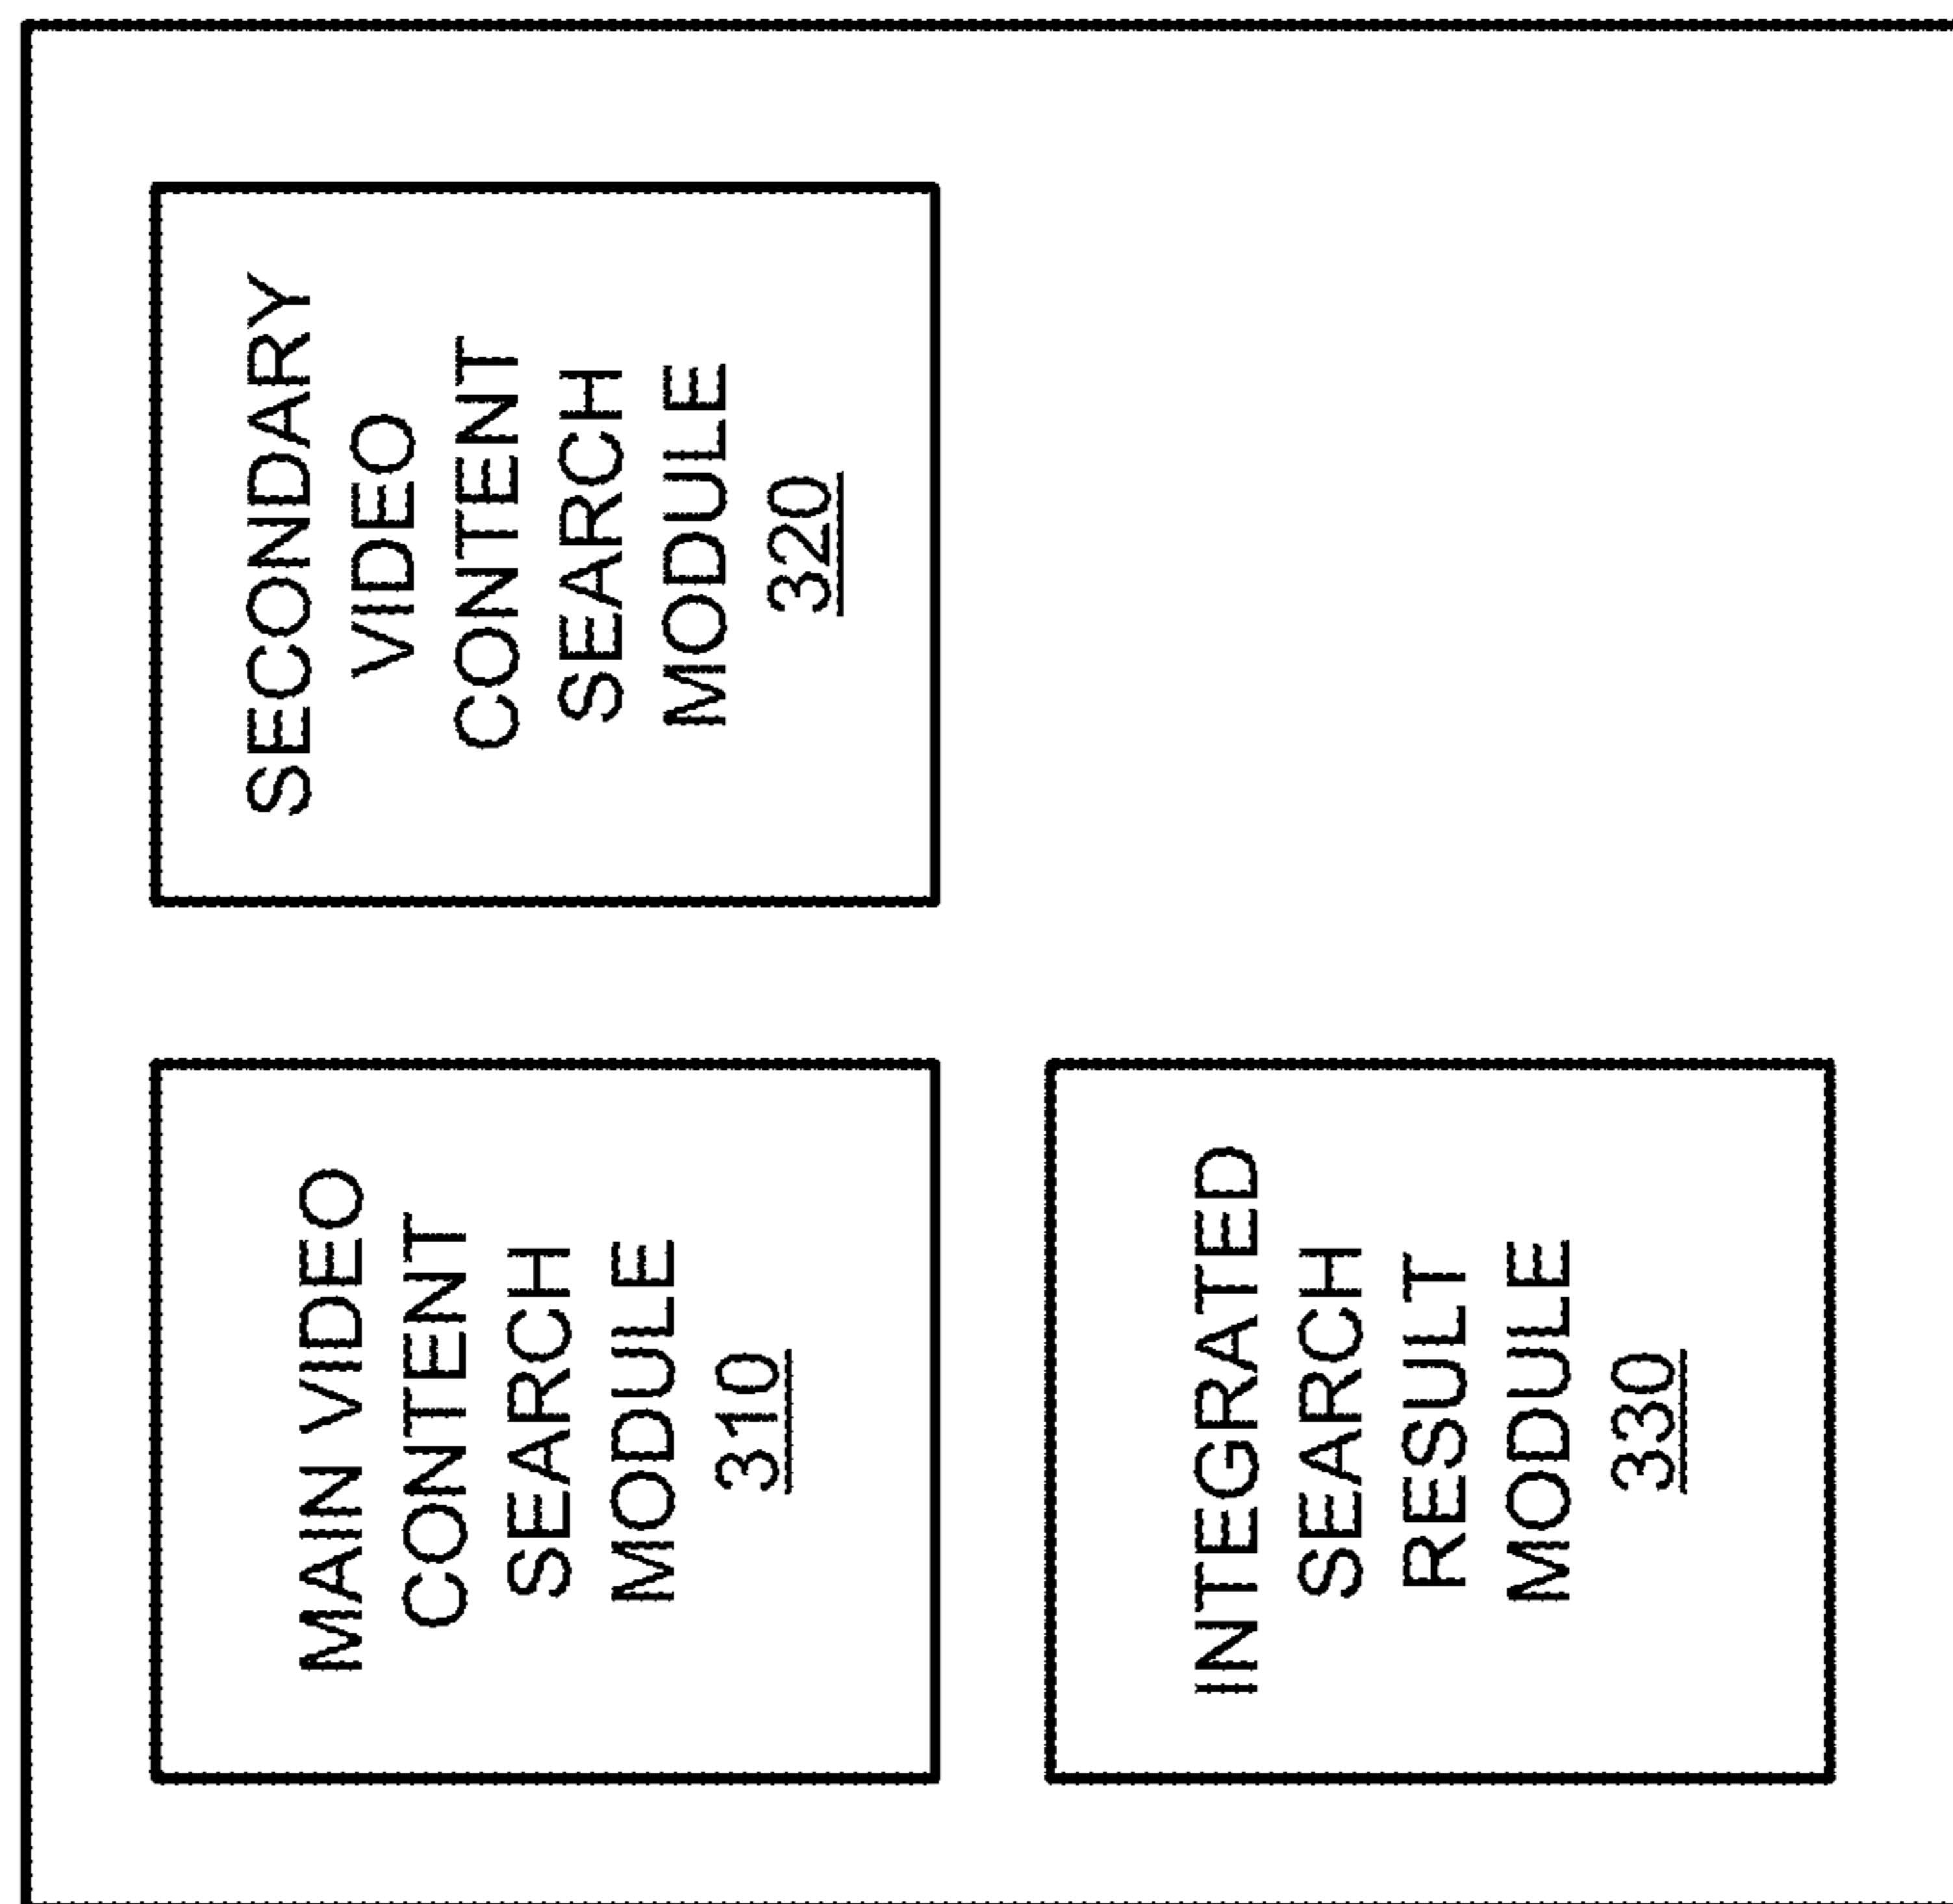 MAIN VIDEO
CONTENT
SEARCH
MODULE
310
SECONDARY
VIDEO
CONTENT
SEARCH
MODULE
320
INTEGRATED
SEARCH
RESULT
MODULE
330